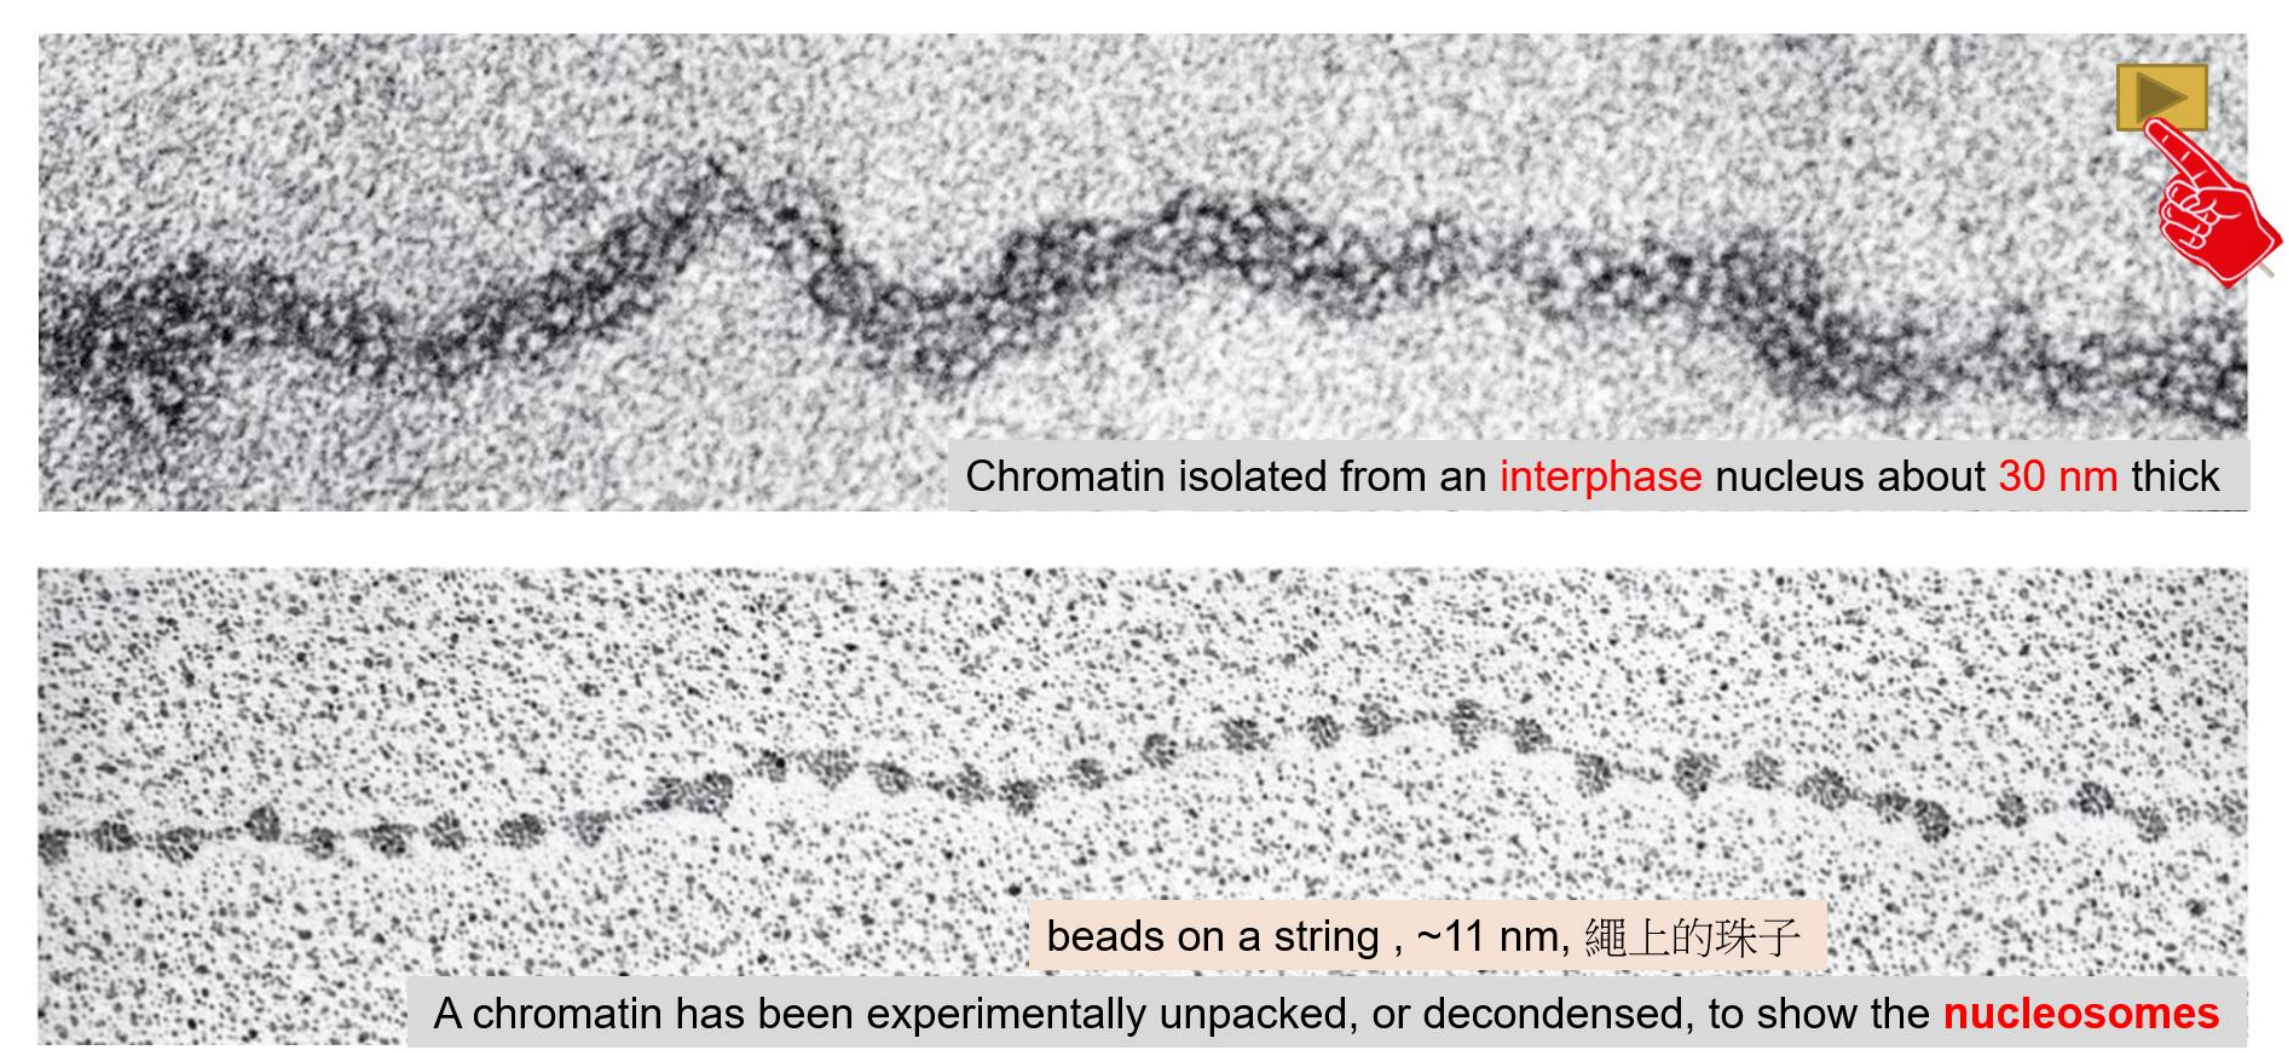 Chromatin isolated from an interphase nucleus about 30 nm thick
beads on a string , ~11 nm, 繩上的珠子
A chromatin has been experimentally unpacked, or decondensed, to show the nucleosomes